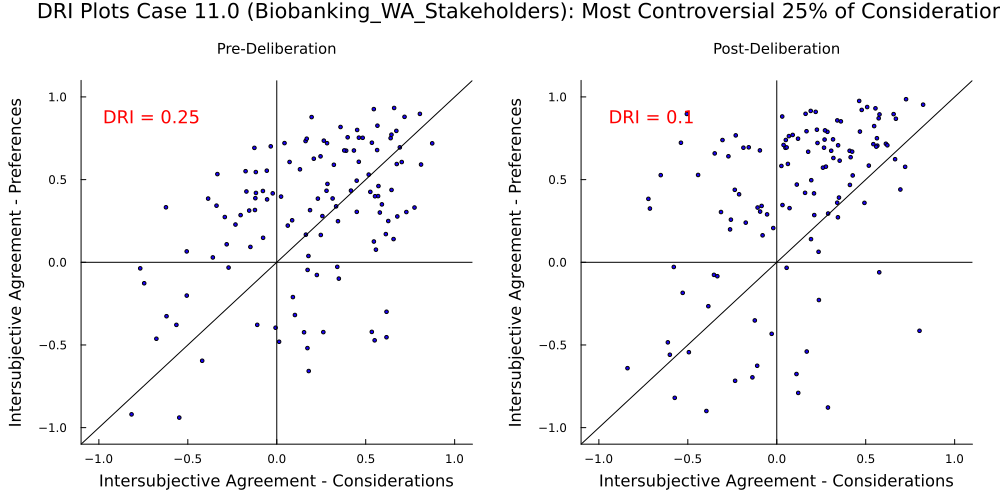 DRI Plots Case 11.0 (Biobanking_WA_Stakeholders): Most Controversial 25% of Consideration
Pre-Deliberation
Intersubjective Agreement - Preferences
1.0
0.5
0.0
−0.5
−1.0
DRI = 0.25
−1.0
−0.5
0.0
0.5
1.0
Intersubjective Agreement - Considerations
Post-Deliberation
Intersubjective Agreement - Preferences
1.0
0.5
0.0
−0.5
−1.0
DRI = 0.1
−1.0
−0.5
0.0
0.5
1.0
Intersubjective Agreement - Considerations